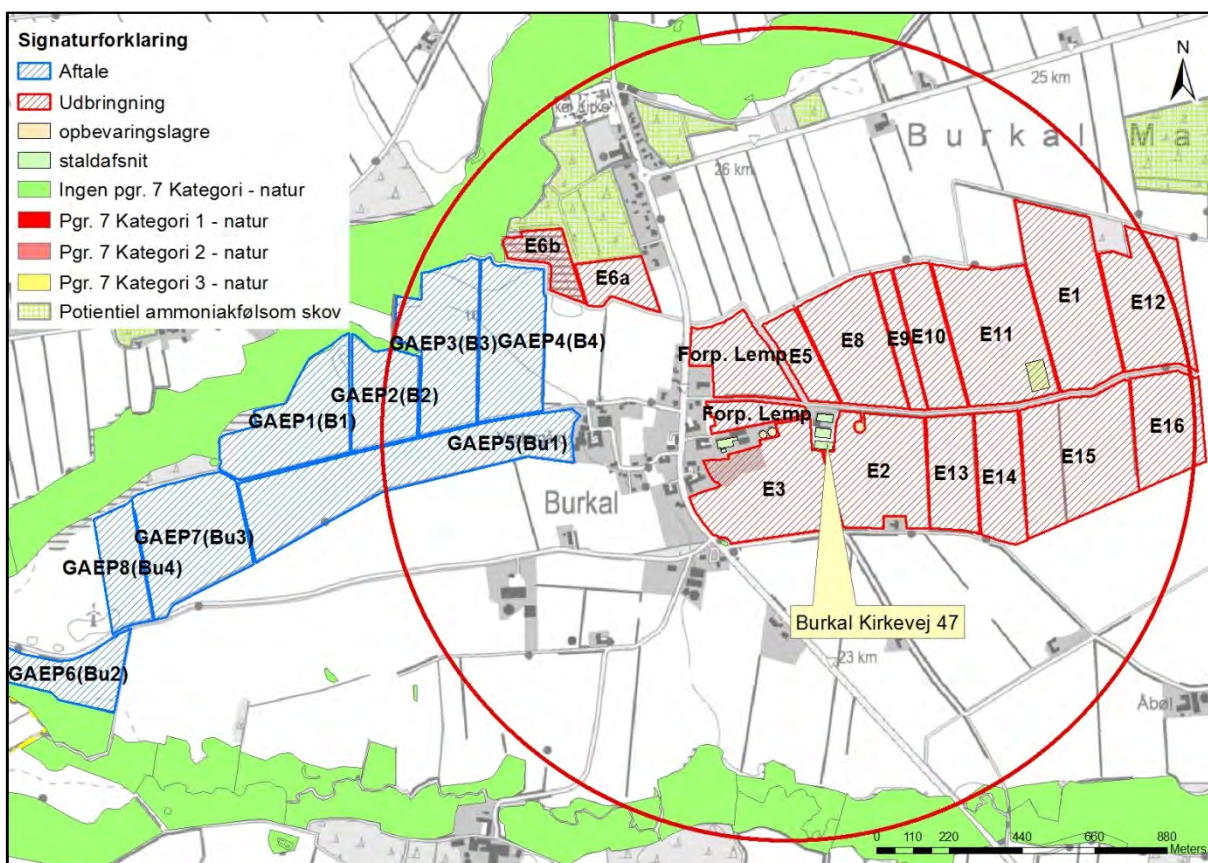 Signaturforklaring
Aftale
Udbringning
opbevaringslagre
staldafsnit
Ingen pgr. 7 Kategori - natur
Pgr. 7 Kategori 1 - natur
Pgr. 7 Kategori 2 - natur
Pgr. 7 Kategori 3 - natur
Potientiel ammoniakfølsom skov
N
25 km
Burkal Ma
26 km
E6b
E6a
E1
E12
GAEP3(B3)
GAEP4(B4)
E8
E9
E10
E11
Forp. Lemp
E5
GAEP2(B2)
GAEP1(B1)
Forp. Lemp
GAEP5(Bu1)
E16
E15
E2
E13
E14
E3
Burkal
GAEP7(Bu3)
GAEP8(Bu4)
Burkal Kirkevej 47
GAEP6(Bu2)
23 km
Åbøl
0 110 220 440 660 880
Meters